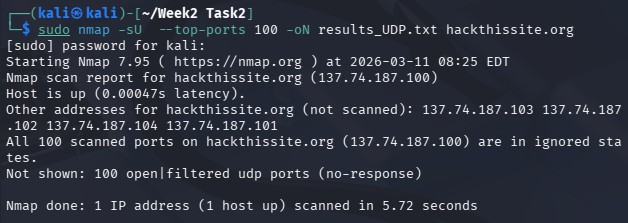 ┌──(kali㉿kali)-[~/Week2 Task2]
└─$ sudo nmap -sU  --top-ports 100 -oN results_UDP.txt hackthissite.org
[sudo] password for kali:
Starting Nmap 7.95 ( https://nmap.org ) at 2026-03-11 08:25 EDT
Nmap scan report for hackthissite.org (137.74.187.100)
Host is up (0.00047s latency).
Other addresses for hackthissite.org (not scanned): 137.74.187.103 137.74.187
.102 137.74.187.104 137.74.187.101
All 100 scanned ports on hackthissite.org (137.74.187.100) are in ignored sta
tes.
Not shown: 100 open|filtered udp ports (no-response)
Nmap done: 1 IP address (1 host up) scanned in 5.72 seconds